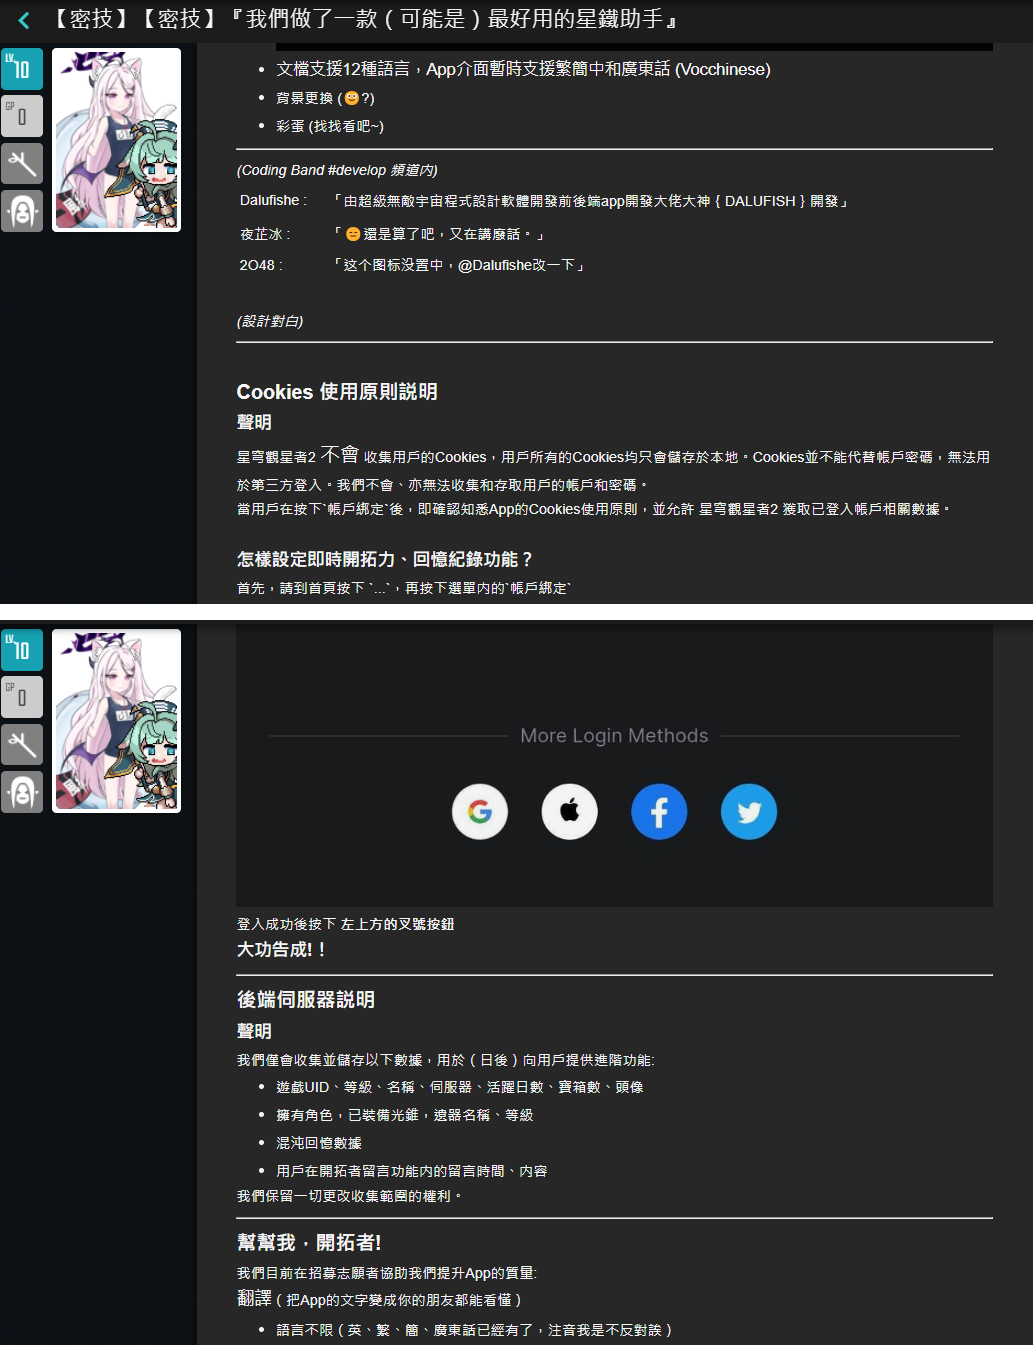 【密技】【密技】『我們做了一款（可能是）最好用的星鐵助手』
LV.
10
GP
0
文檔支援12種語言，App介面暫時支援繁簡中和廣東話 (Vocchinese)
背景更換 (?)
彩蛋 (找找看吧~)
(Coding Band #develop 頻道內)
Dalufishe : 「由超級無敵宇宙程式設計軟體開發前後端app開發大佬大神 { DALUFISH } 開發」
夜芷冰 : 「還是算了吧，又在講廢話。」
2O48 : 「这个图标没置中，@Dalufishe改一下」
(設計對白)
Cookies 使用原則説明
聲明
星穹觀星者2 不會 收集用戶的Cookies，用戶所有的Cookies均只會儲存於本地。Cookies並不能代替帳戶密碼，無法用
於第三方登入。我們不會、亦無法收集和存取用戶的帳戶和密碼。
當用戶在按下`帳戶綁定`後，即確認知悉App的Cookies使用原則，並允許 星穹觀星者2 獲取已登入帳戶相關數據。
怎樣設定即時開拓力、回憶紀錄功能？
首先，請到首頁按下 `...`，再按下選單內的`帳戶綁定`
LV.
10
GP
0
More Login Methods
登入成功後按下 左上方的叉號按鈕
大功告成!！
後端伺服器説明
聲明
我們僅會收集並儲存以下數據，用於（日後）向用戶提供進階功能:
遊戲UID、等級、名稱、伺服器、活躍日數、寶箱數、頭像
擁有角色，已裝備光錐，遺器名稱、等級
混沌回憶數據
用戶在開拓者留言功能内的留言時間、内容
我們保留一切更改收集範圍的權利。
幫幫我．開拓者!
我們目前在招募志願者協助我們提升App的質量:
翻譯（把App的文字變成你的朋友都能看懂）
語言不限（英、繁、簡、廣東話已經有了，注音我是不反對誒）